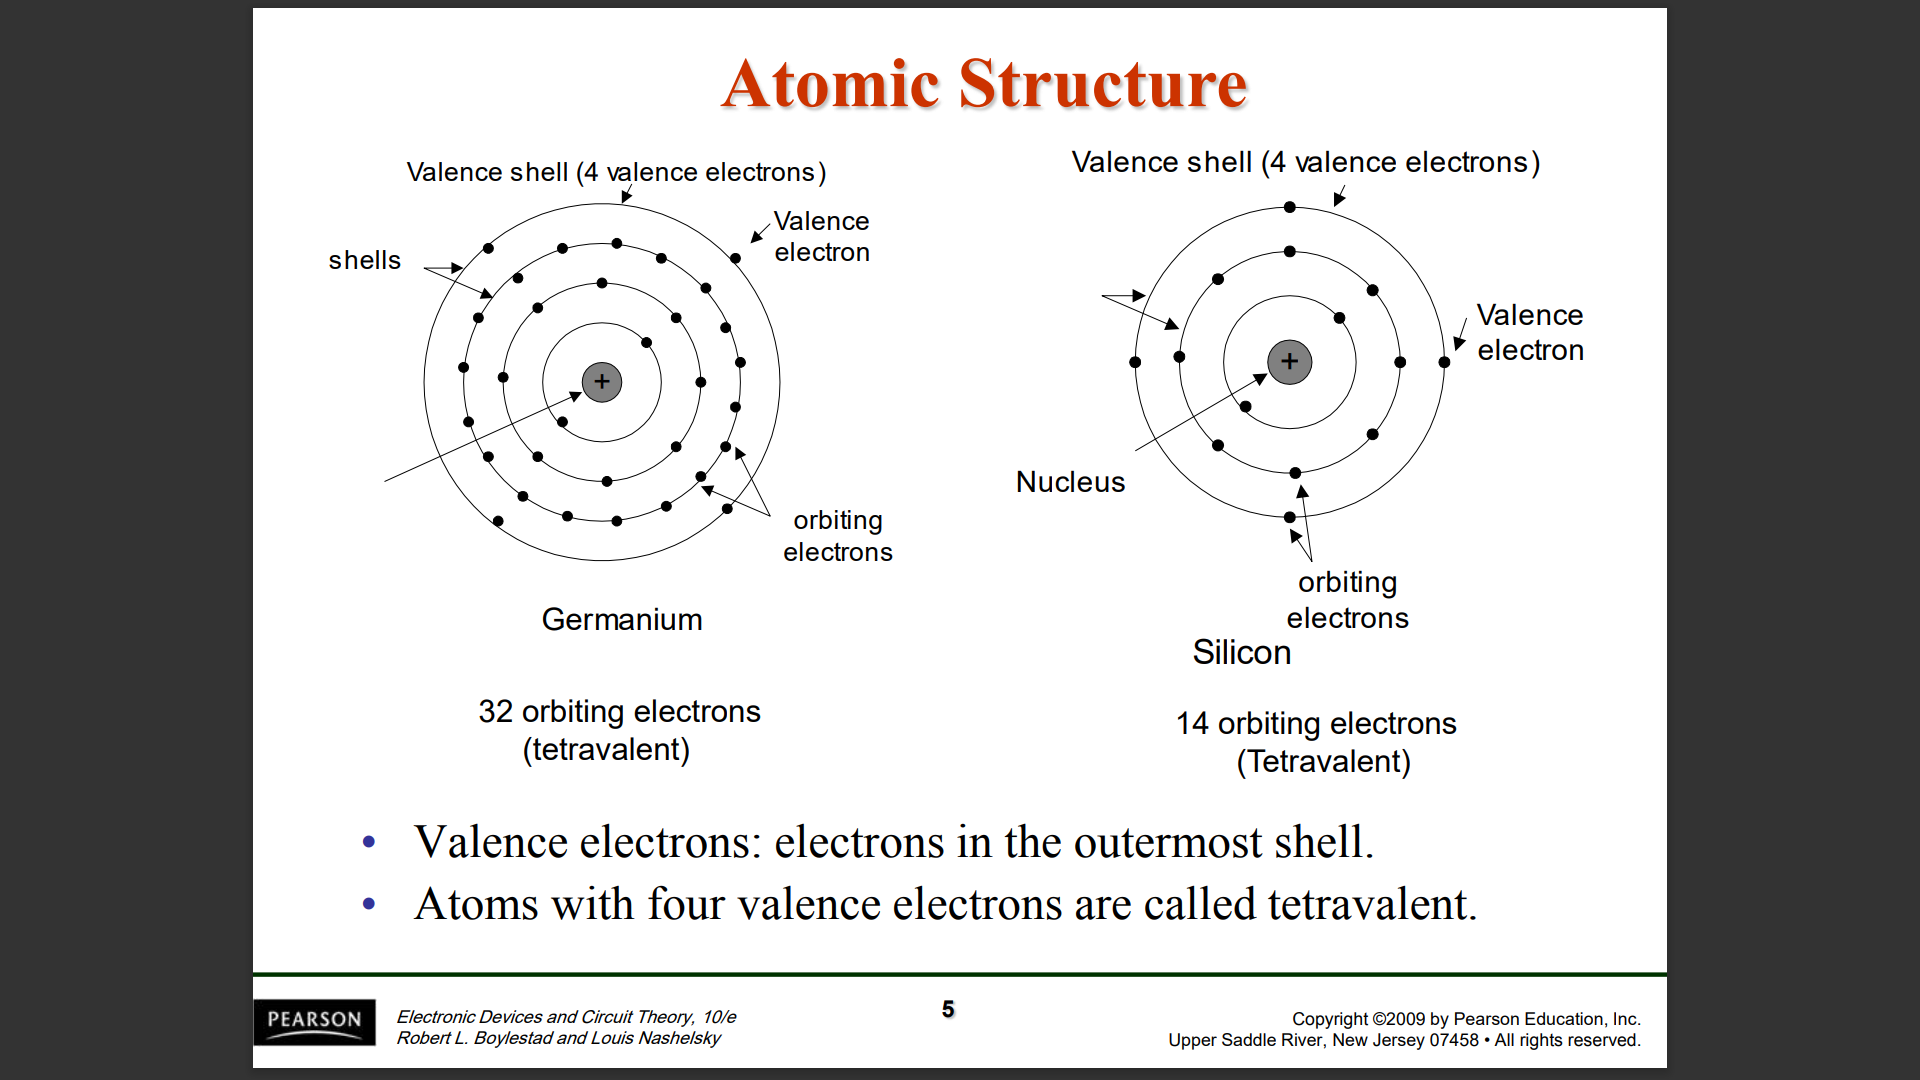 Atomic Structure
Valence shell (4 valence electrons)
Valence
electron
shells
+
orbiting
electrons
Germanium
32 orbiting electrons
(tetravalent)
Valence shell (4 valence electrons)
Valence
electron
+
Nucleus
orbiting
electrons
Silicon
14 orbiting electrons
(Tetravalent)
• Valence electrons: electrons in the outermost shell.
• Atoms with four valence electrons are called tetravalent.
PEARSON
Electronic Devices and Circuit Theory, 10/e
Robert L. Boylestad and Louis Nashelsky
5
Copyright ©2009 by Pearson Education, Inc.
Upper Saddle River, New Jersey 07458 • All rights reserved.